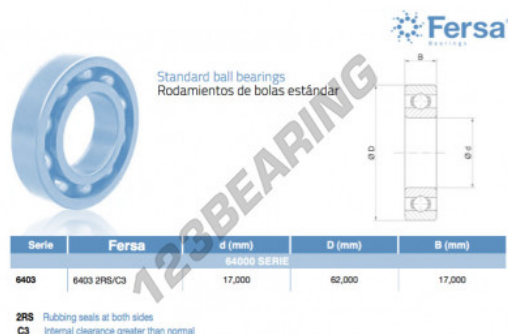 Fersa
Bearings
Standard ball bearings
Rodamientos de bolas estándar
B
Ø D
Ø d
123BEARING
Serie Fersa d (mm) D (mm) B (mm)
64000 SERIE
6403 6403 2RS/C3 17,000 62,000 17,000
2RS Rubbing seals at both sides
C3 Internal clearance greater than normal